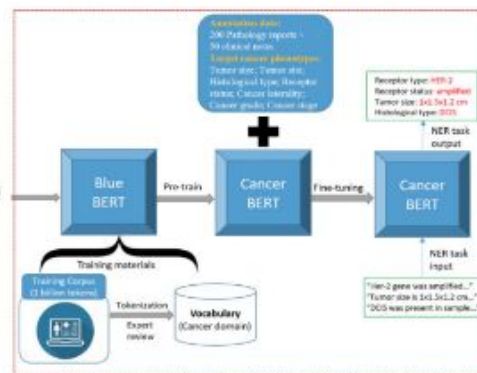 Annotation data:
200 Pathology reports +
50 clinical notes
Target cancer phenotypes:
Tumor size; Tumor site;
Histological type; Receptor
status; Cancer laterality;
Cancer grade; Cancer stage
Receptor type: HER-2
Receptor status: amplified
Tumor size: 1x1.5x1.2 cm
Histological type: DCIS
NER task
output
Blue
BERT
Pre-train
Cancer
BERT
Fine-tuning
Cancer
BERT
Training materials
NER task
input
Training Corpus
(3 billion tokens)
Tokenization
Expert
review
Vocabulary
(Cancer domain)
"Her-2 gene was amplified..."
"Tumor size is 1x1.5x1.2 cm..."
"DCIS was present in sample..."